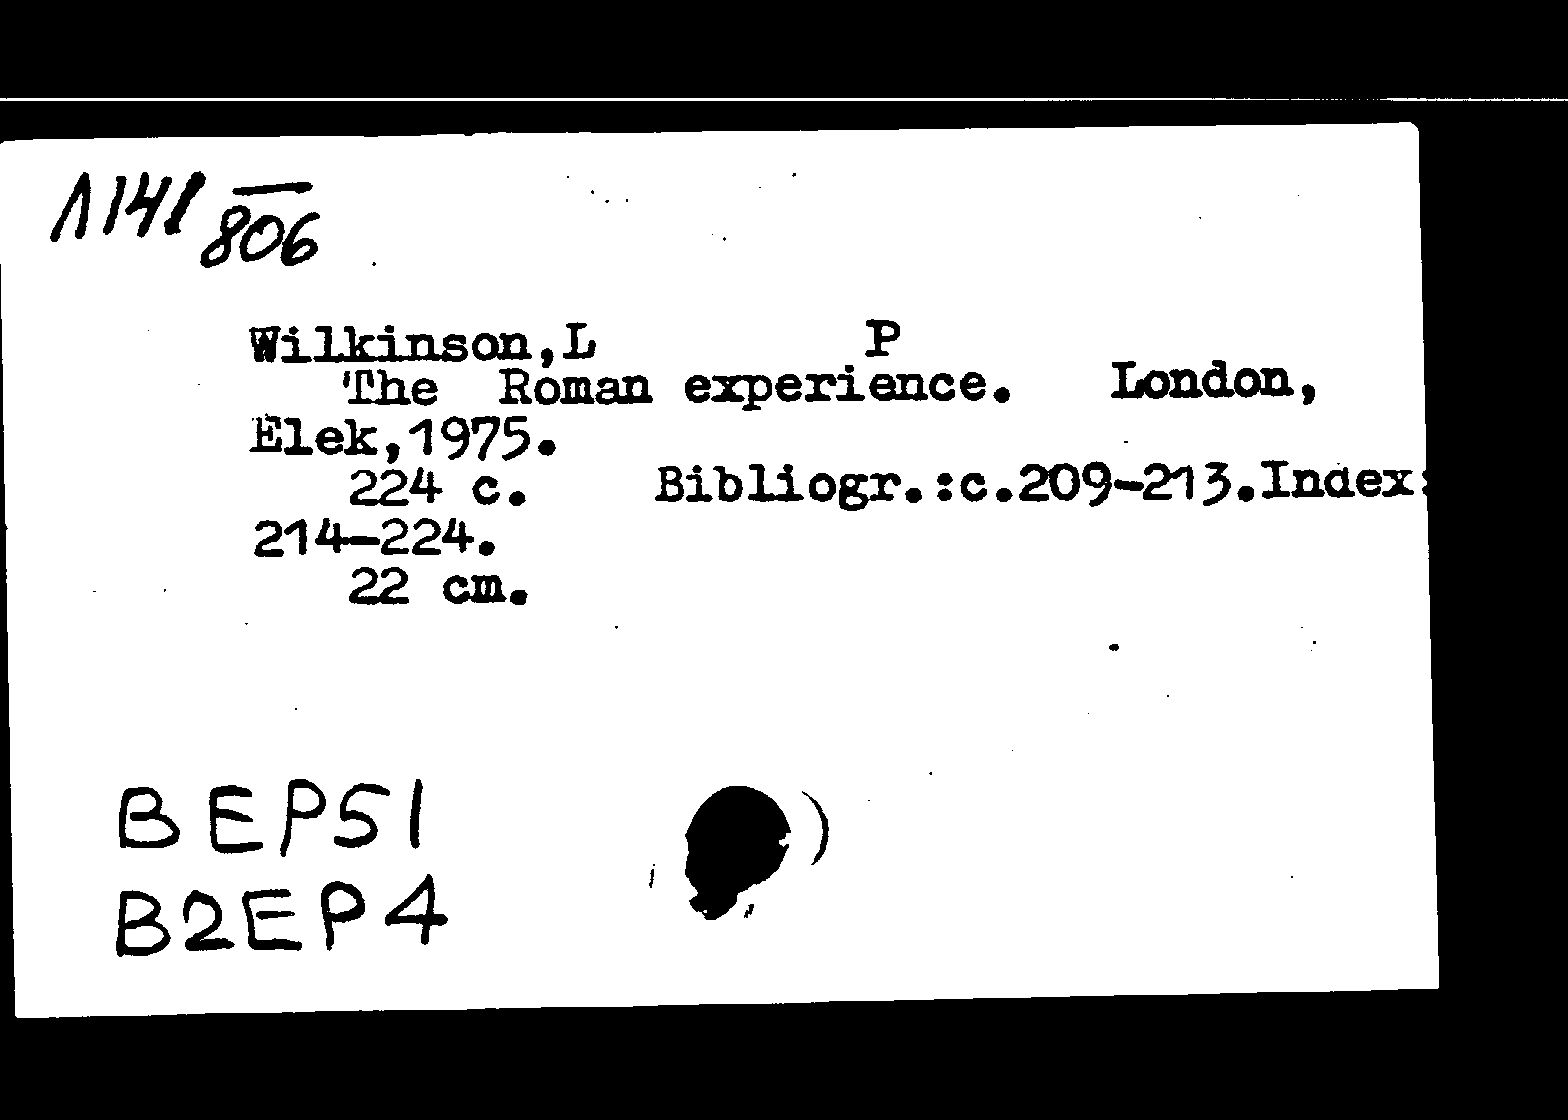 Л141 —
806
Wilkinson,L P
The Roman experience. London,
Elek,1975.
224 c. Bibliogr.:c.209-213.Index:
214-224.
22 cm.
BEP51
B2EP4